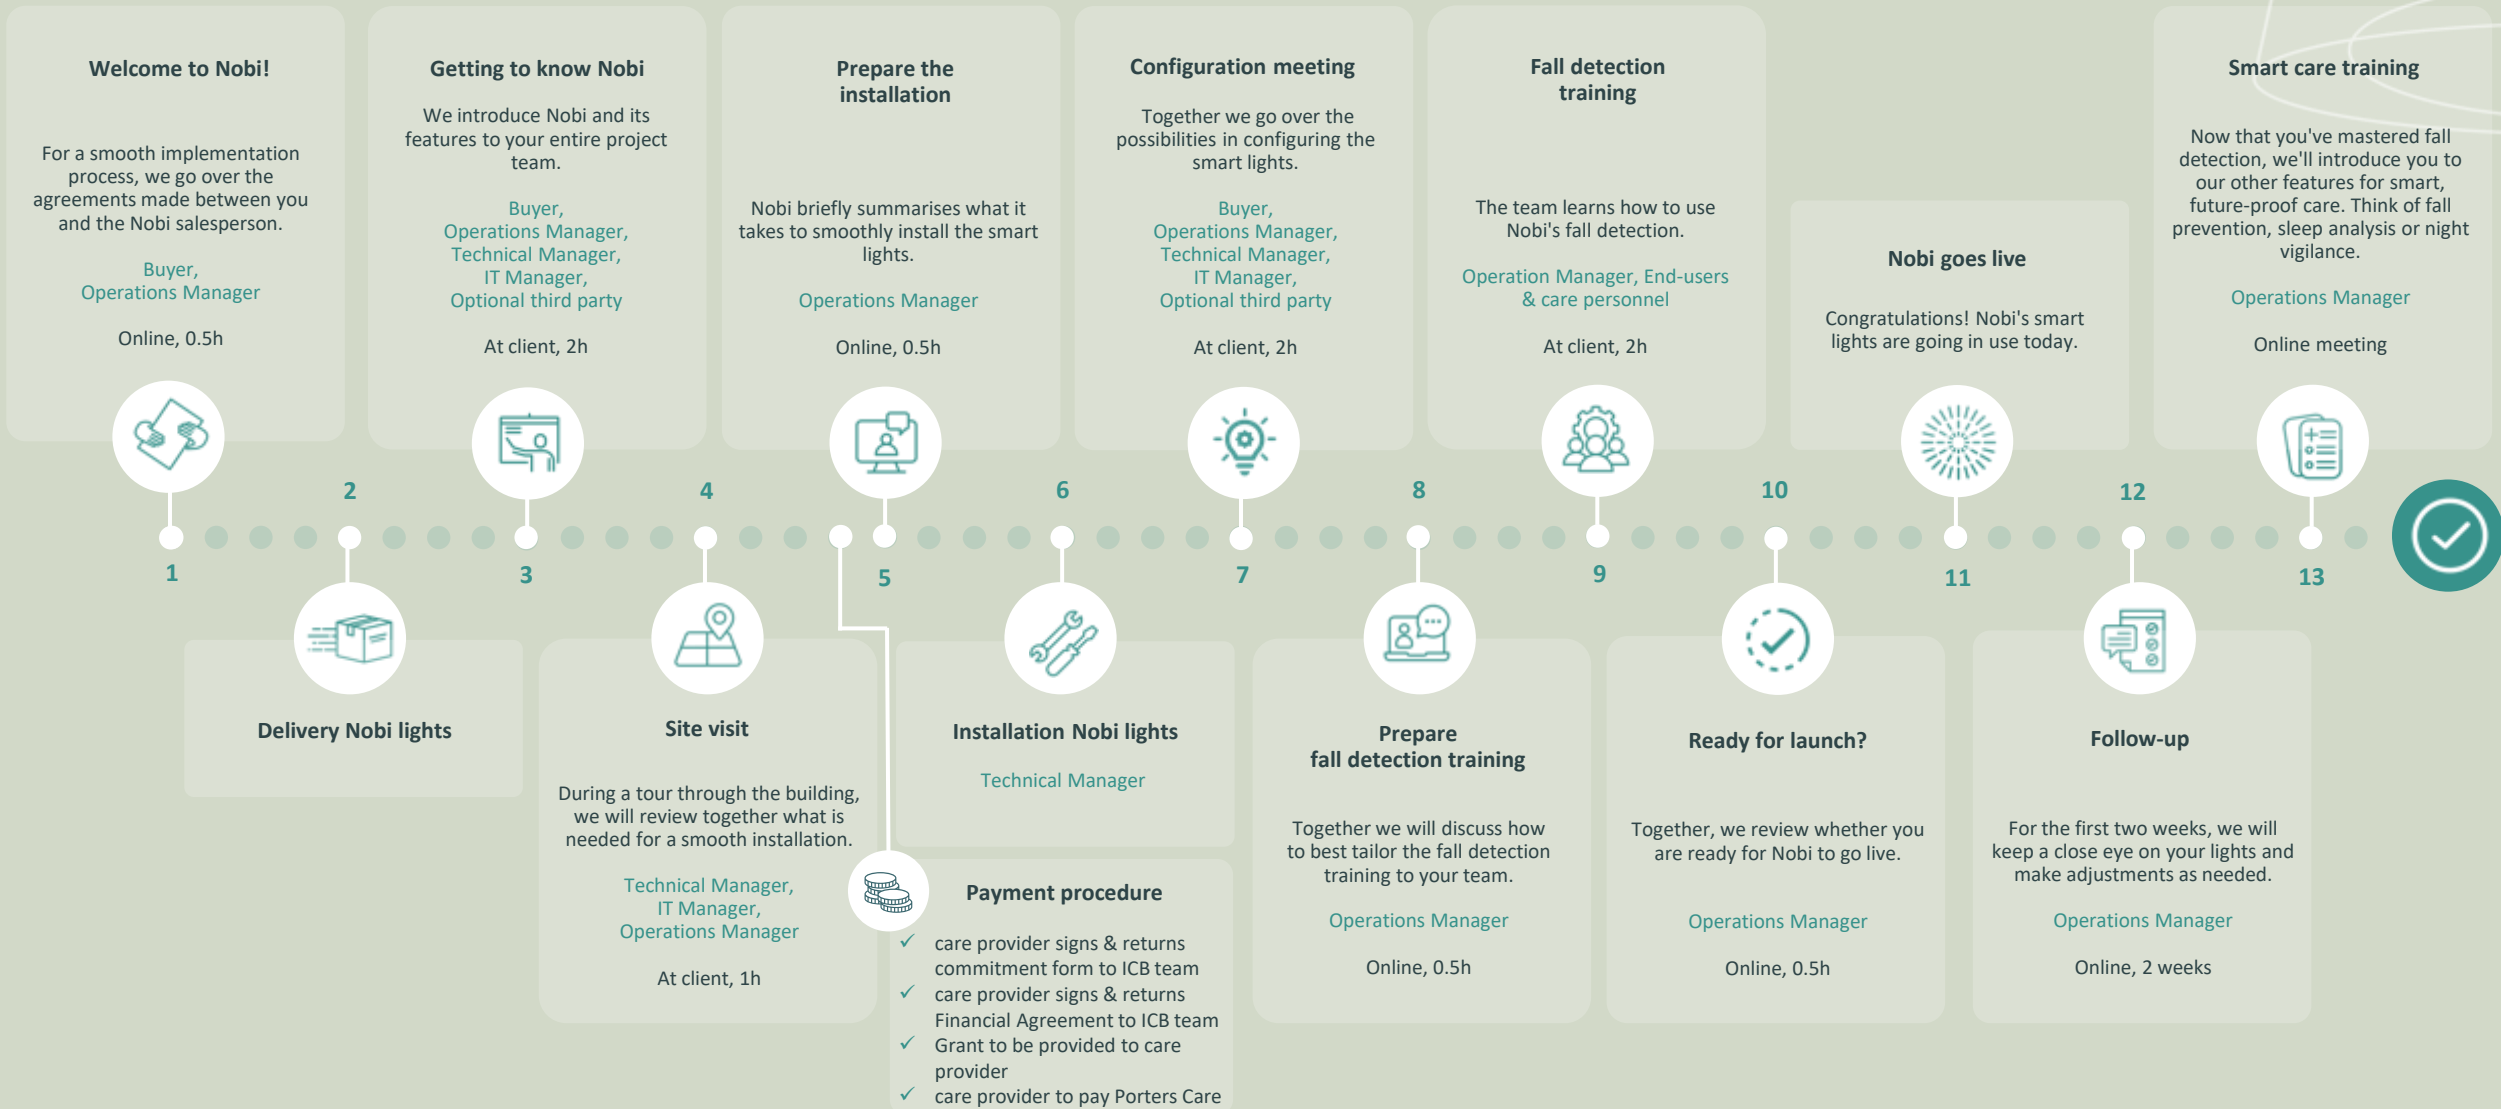 Welcome to Nobi!
For a smooth implementation
process, we go over the
agreements made between you
and the Nobi salesperson.
Buyer,
Operations Manager
Online, 0.5h
Getting to know Nobi
We introduce Nobi and its
features to your entire project
team.
Buyer,
Operations Manager,
Technical Manager,
IT Manager,
Optional third party
At client, 2h
Prepare the
installation
Nobi briefly summarises what it
takes to smoothly install the smart
lights.
Operations Manager
Online, 0.5h
Configuration meeting
Together we go over the
possibilities in configuring the
smart lights.
Buyer,
Operations Manager,
Technical Manager,
IT Manager,
Optional third party
At client, 2h
Fall detection
training
The team learns how to use
Nobi's fall detection.
Operation Manager, End-users
& care personnel
At client, 2h
Nobi goes live
Congratulations! Nobi's smart
lights are going in use today.
Smart care training
Now that you've mastered fall
detection, we'll introduce you to
our other features for smart,
future-proof care. Think of fall
prevention, sleep analysis or night
vigilance.
Operations Manager
Online meeting
2
4
6
8
10
12
1
3
5
7
9
11
13
Delivery Nobi lights
Site visit
During a tour through the building,
we will review together what is
needed for a smooth installation.
Technical Manager,
IT Manager,
Operations Manager
At client, 1h
Installation Nobi lights
Technical Manager
Payment procedure
✓ care provider signs & returns
commitment form to ICB team
✓ care provider signs & returns
Financial Agreement to ICB team
✓ Grant to be provided to care
provider
✓ care provider to pay Porters Care
Prepare
fall detection training
Together we will discuss how
to best tailor the fall detection
training to your team.
Operations Manager
Online, 0.5h
Ready for launch?
Together, we review whether you
are ready for Nobi to go live.
Operations Manager
Online, 0.5h
Follow-up
For the first two weeks, we will
keep a close eye on your lights and
make adjustments as needed.
Operations Manager
Online, 2 weeks